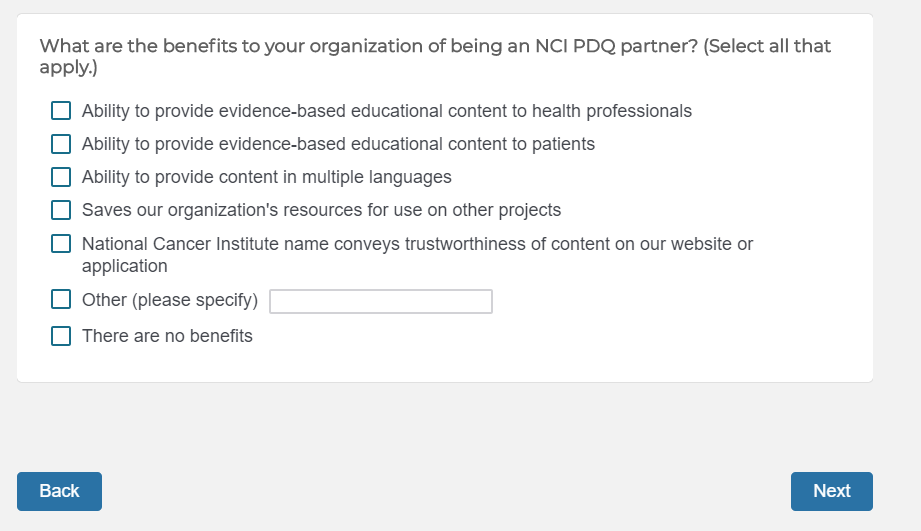 What are the benefits to your organization of being an NCI PDQ partner? (Select all that
apply.)
Ability to provide evidence-based educational content to health professionals
Ability to provide evidence-based educational content to patients
Ability to provide content in multiple languages
Saves our organization's resources for use on other projects
National Cancer Institute name conveys trustworthiness of content on our website or
application
Other (please specify)
There are no benefits
Back
Next